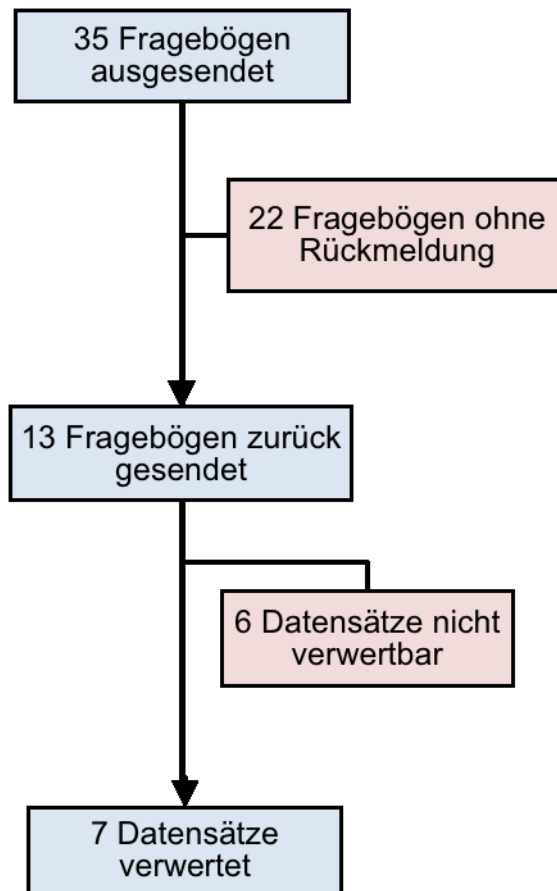 35 Fragebögen
ausgesendet
22 Fragebögen ohne
Rückmeldung
13 Fragebögen zurück
gesendet
6 Datensätze nicht
verwertbar
7 Datensätze
verwertet